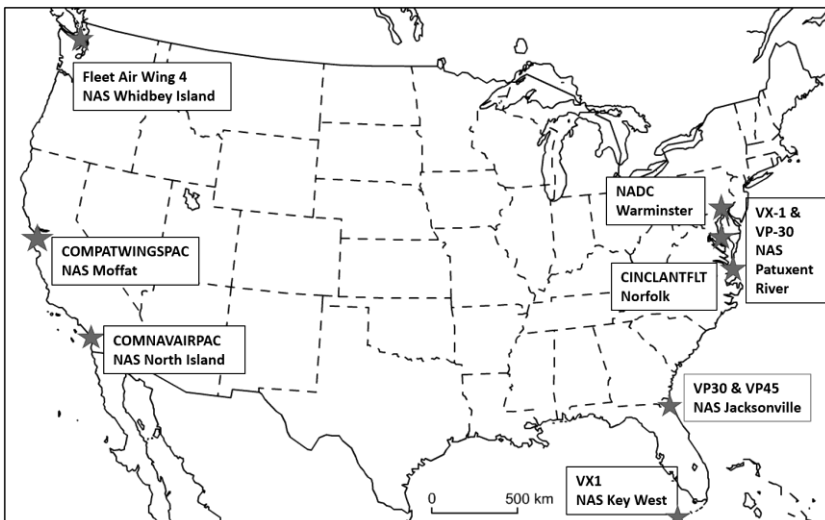 Fleet Air Wing 4
NAS Whidbey Island
NADC
Warminster
VX-1 &
VP-30
NAS
Patuxent
River
COMPATWINGSPAC
NAS Moffat
CINCLANTFLT
Norfolk
COMNAVAIRPAC
NAS North Island
VP30 & VP45
NAS Jacksonville
VX1
NAS Key West
0 500 km